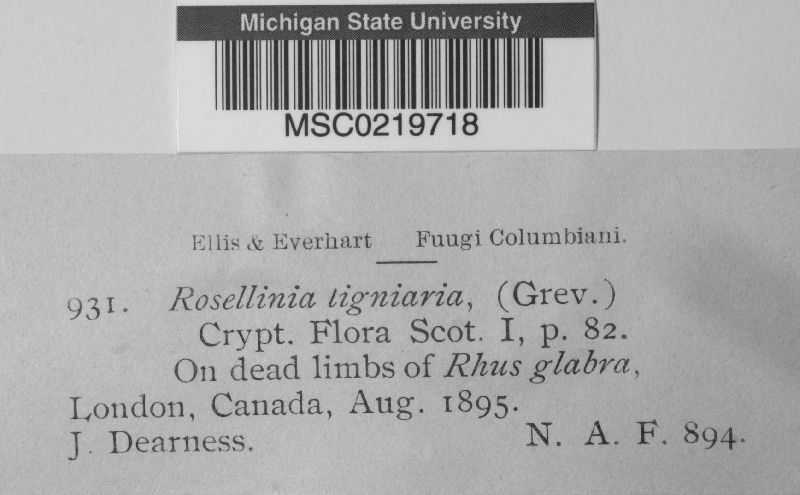 Michigan State University
MSC0219718
Ellis & Everhart Fuugi Columbiani.
931. Rosellinia tigniaria, (Grev.)
Crypt. Flora Scot. I, p. 82.
On dead limbs of Rhus glabra,
London, Canada, Aug. 1895.
J. Dearness. N. A. F. 894.